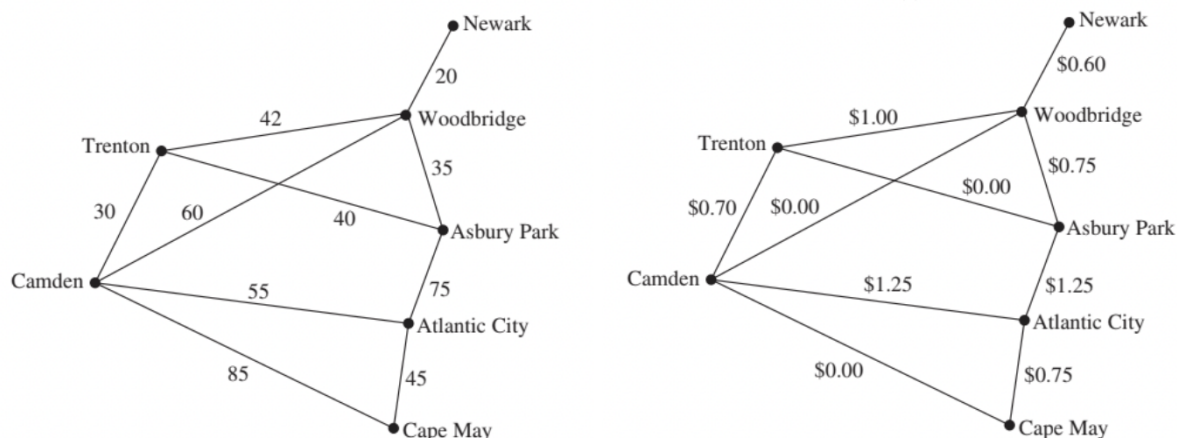 Newark
20
42
Woodbridge
Trenton
35
30
60
40
Asbury Park
Camden
55
75
Atlantic City
85
45
Cape May
Newark
$0.60
$1.00
Woodbridge
Trenton
$0.75
$0.70
$0.00
$0.00
Asbury Park
Camden
$1.25
$1.25
Atlantic City
$0.00
$0.75
Cape May